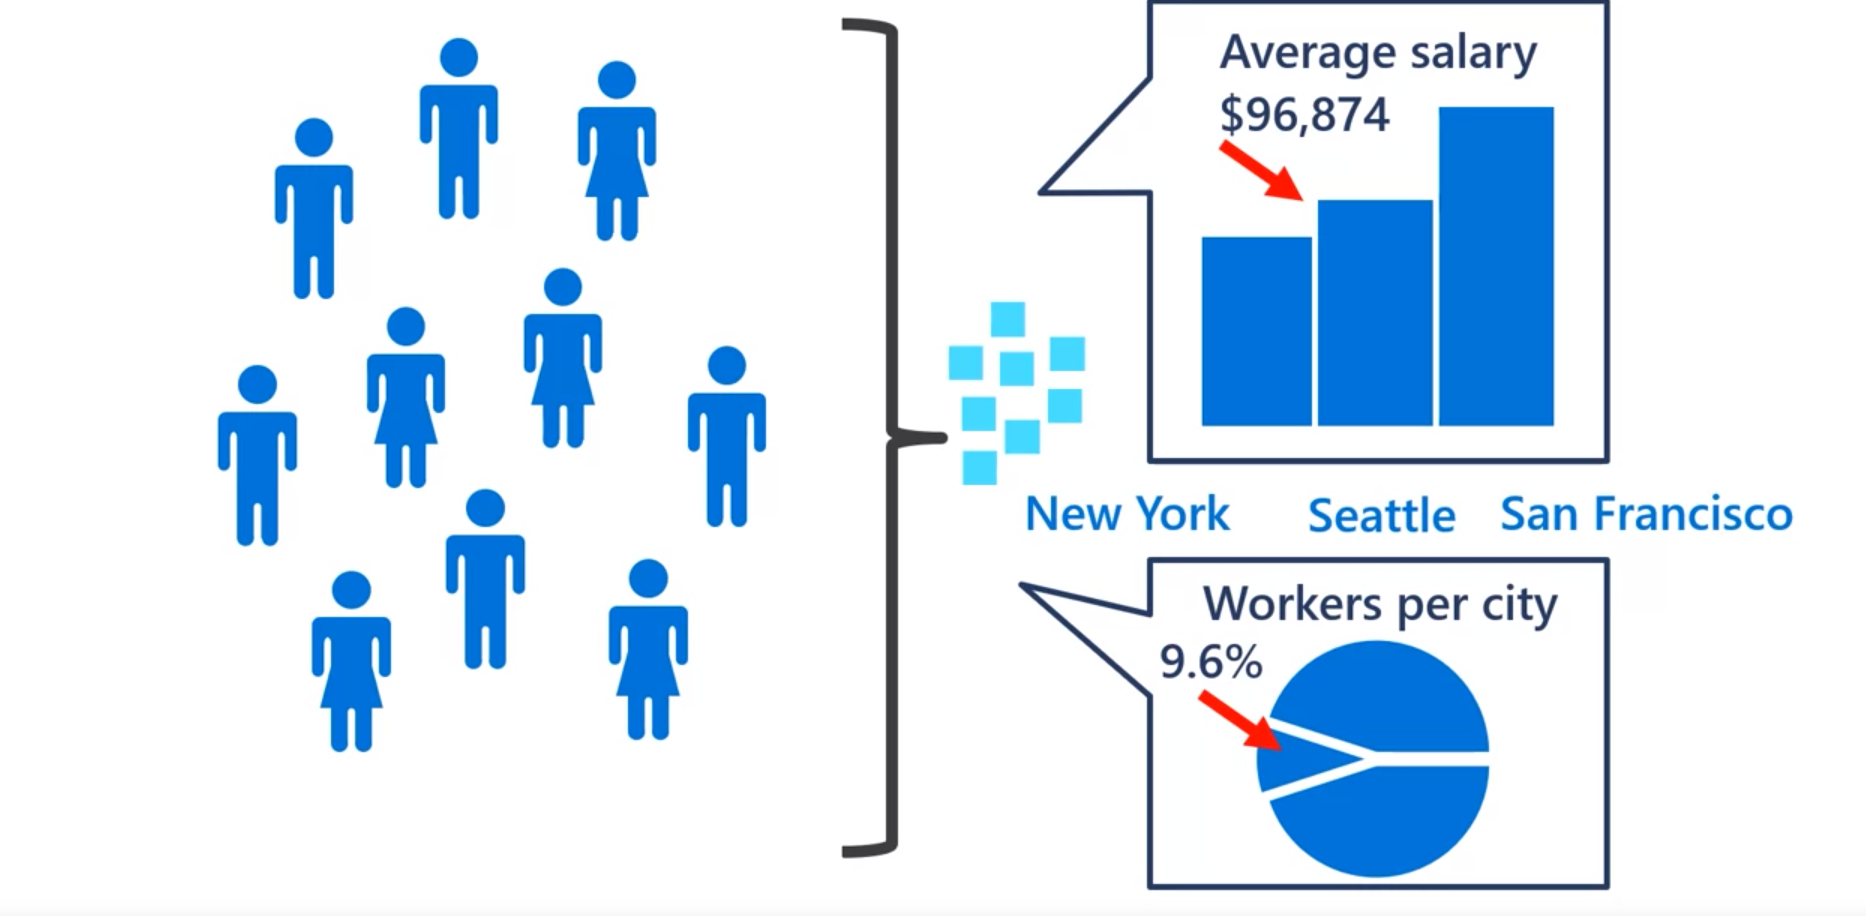 Average salary
$96,874
New York
Seattle
San Francisco
Workers per city
9.6%